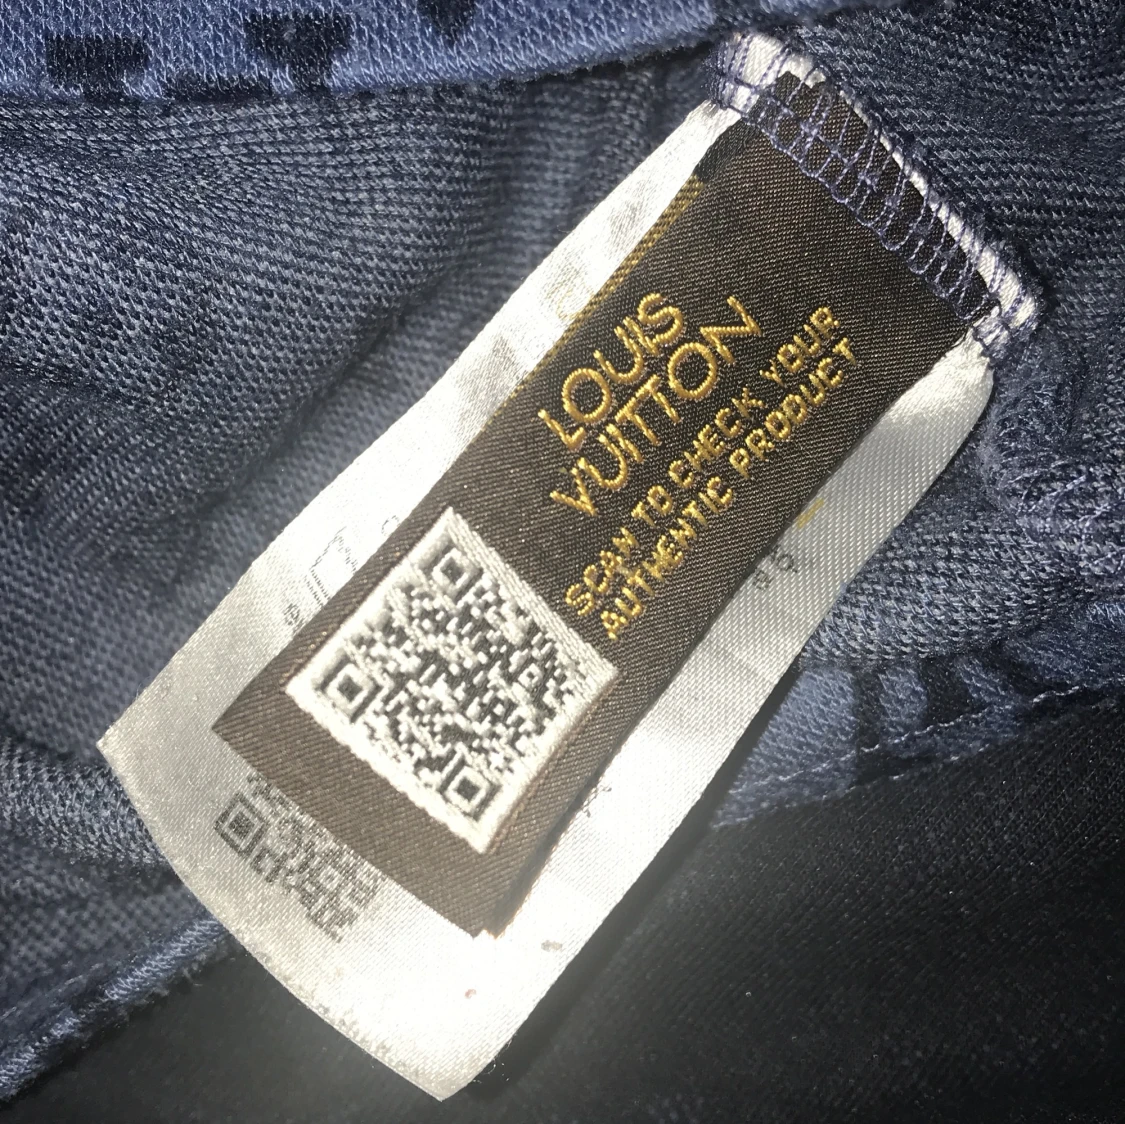 LOUIS
VUITTON
SCAN TO CHECK YOUR
AUTHENTIC PRODUCT